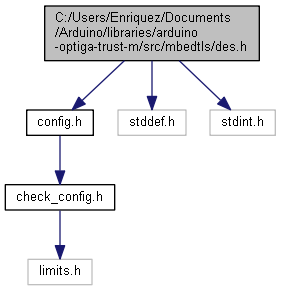 C:/Users/Enriquez/Documents
/Arduino/libraries/arduino
-optiga-trust-m/src/mbedtls/des.h
config.h
stddef.h
stdint.h
check_config.h
limits.h